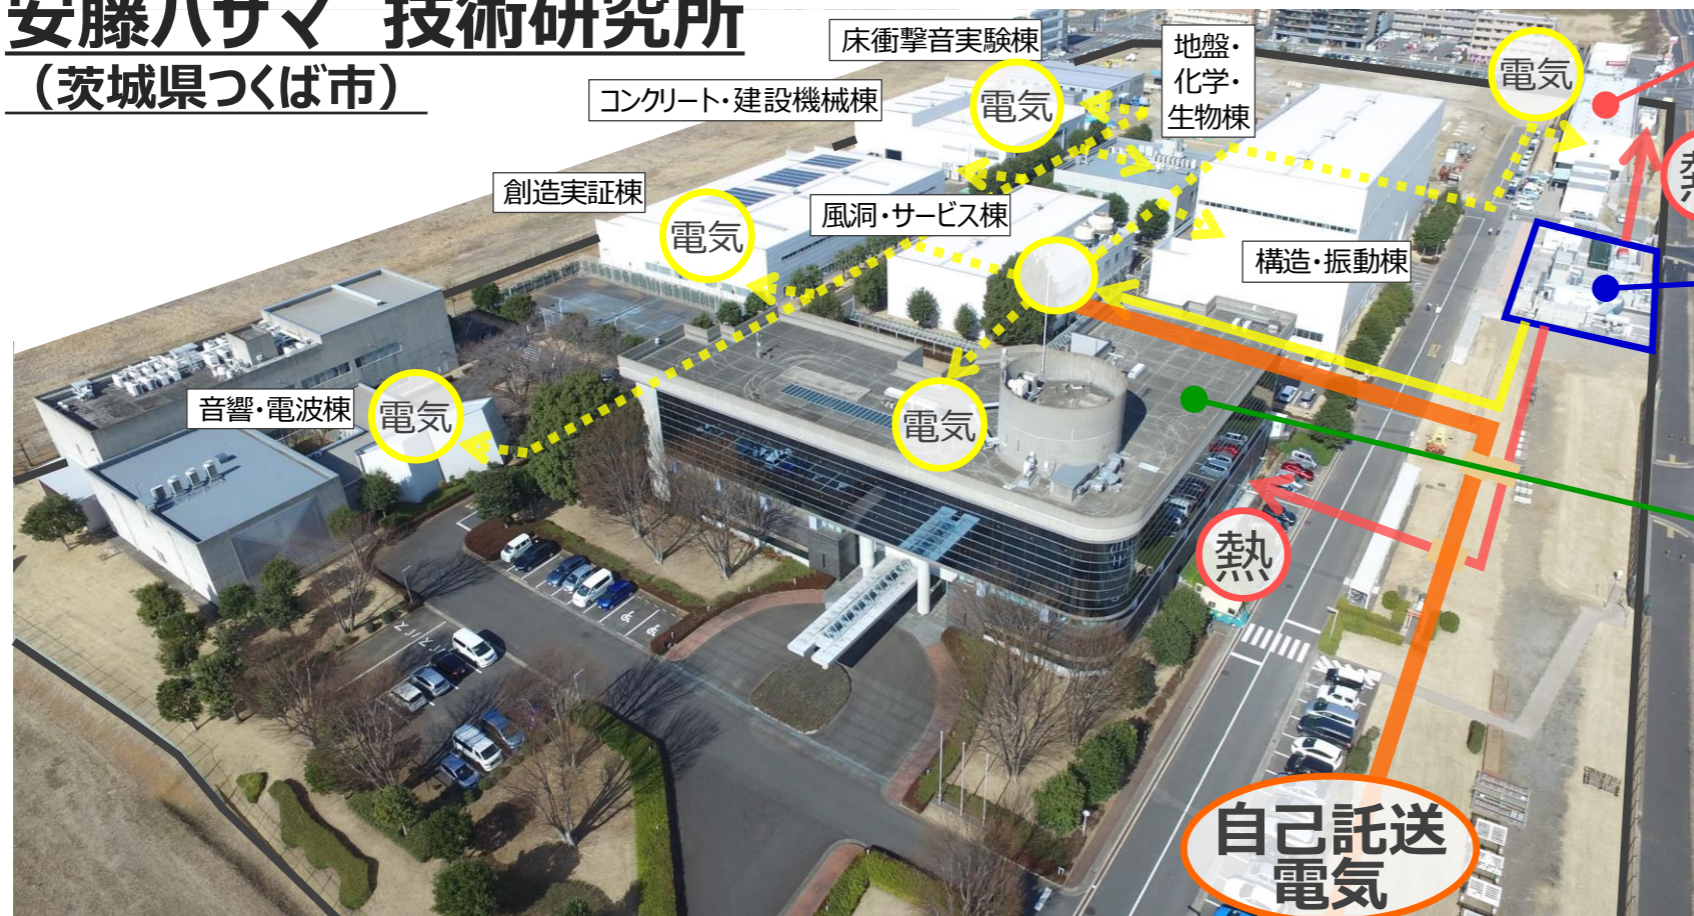 安藤ハサマ 技術研究所
（茨城県つくば市）
床衝撃音実験棟
地盤・
化学・
生物棟
電気
コンクリート・建設機械棟
電気
熱
創造実証棟
電気
風洞・サービス棟
構造・振動棟
音響・電波棟
電気
電気
熱
自己託送
電気